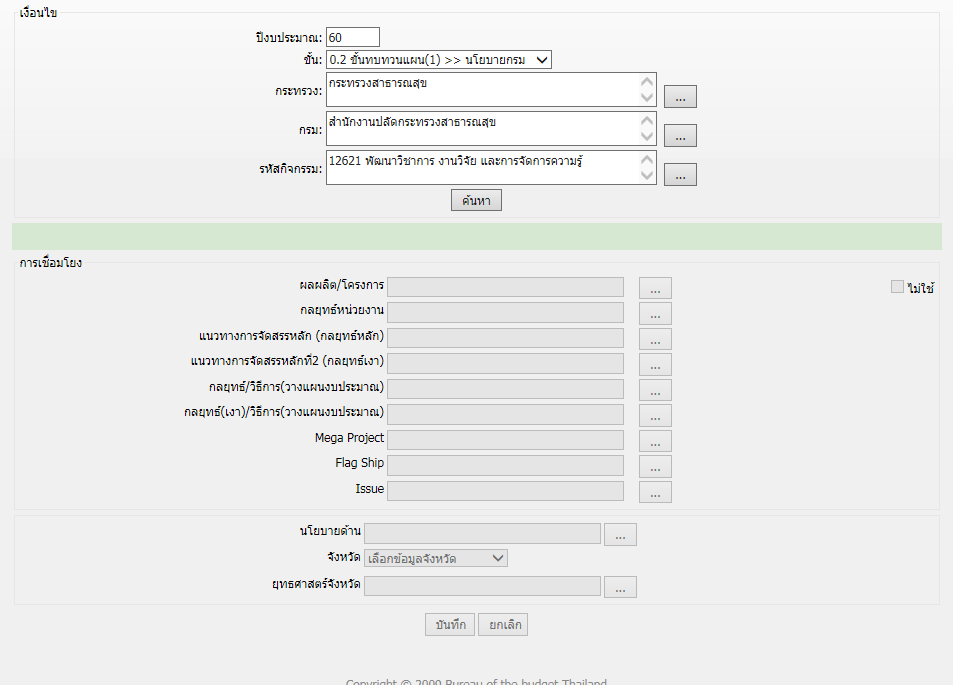 เงื่อนไข
ปีงบประมาณ: 60
ขั้น: 0.2 ขั้นทบทวนแผน(1) >> นโยบายกรม
กระทรวง: กระทรวงสาธารณสุข ...
กรม: สำนักงานปลัดกระทรวงสาธารณสุข ...
รหัสกิจกรรม: 12621 พัฒนาวิชาการ งานวิจัย และการจัดการความรู้ ...
ค้นหา
การเชื่อมโยง
ผลผลิต/โครงการ ... ไม่ใช้
กลยุทธ์หน่วยงาน ...
แนวทางการจัดสรรหลัก (กลยุทธ์หลัก) ...
แนวทางการจัดสรรหลักที่2 (กลยุทธ์เงา) ...
กลยุทธ์/วิธีการ(วางแผนงบประมาณ) ...
กลยุทธ์(เงา)/วิธีการ(วางแผนงบประมาณ) ...
Mega Project ...
Flag Ship ...
Issue ...
นโยบายด้าน ...
จังหวัด เลือกข้อมูลจังหวัด
ยุทธศาสตร์จังหวัด ...
บันทึก ยกเลิก
Copyright © 2009 Bureau of the budget Thailand